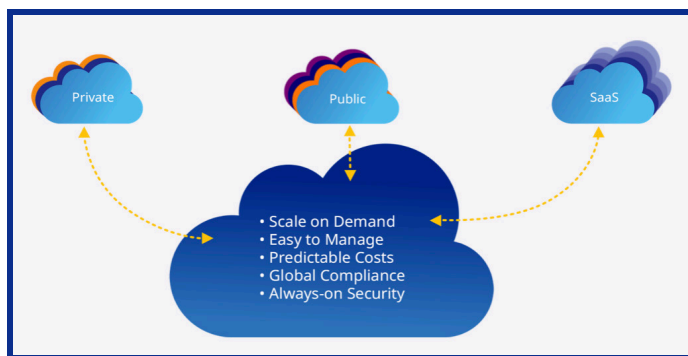 Private
Public
SaaS
• Scale on Demand
• Easy to Manage
• Predictable Costs
• Global Compliance
• Always-on Security